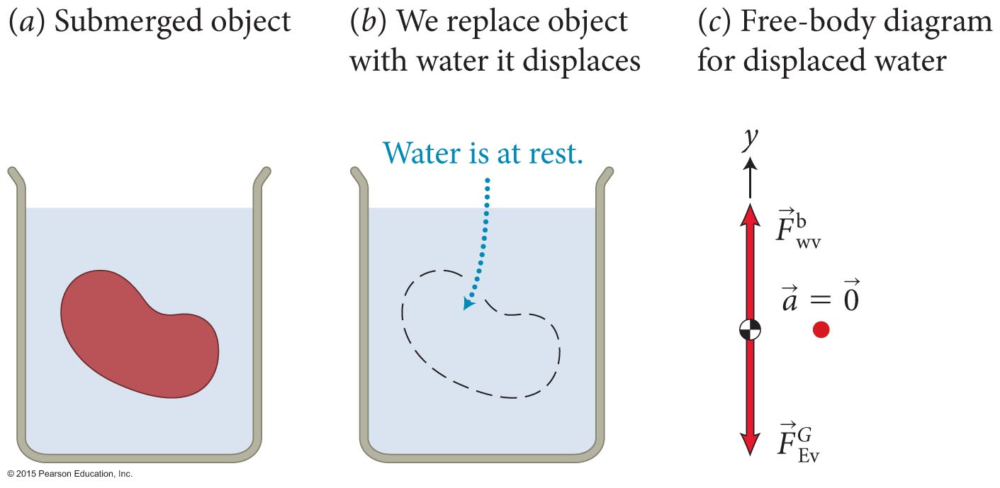 (a) Submerged object
(b) We replace object
with water it displaces
(c) Free-body diagram
for displaced water
Water is at rest.
y
F⃗ᵇwv
a⃗ = 0⃗
F⃗ᴳEv
© 2015 Pearson Education, Inc.